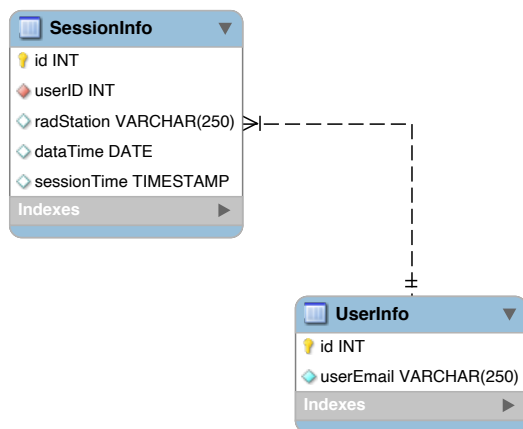 SessionInfo
id INT
userID INT
radStation VARCHAR(250)
dataTime DATE
sessionTime TIMESTAMP
Indexes
UserInfo
id INT
userEmail VARCHAR(250)
Indexes